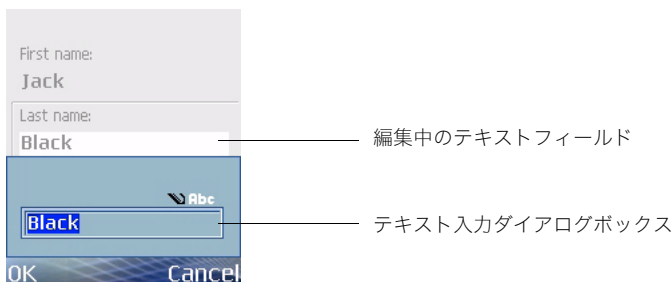 First name:
Jack
Last name:
Black
編集中のテキストフィールド
Abc
Black
テキスト入力ダイアログボックス
OK Cancel